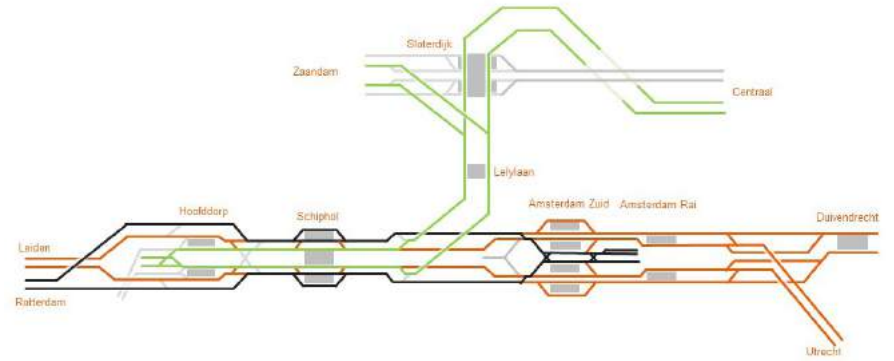 Sloterdijk
Zaandam
Centraal
Lelylaan
Hoofddorp
Schiphol
Amsterdam Zuid
Amsterdam Rai
Duivendrecht
Leiden
Rotterdam
Utrecht